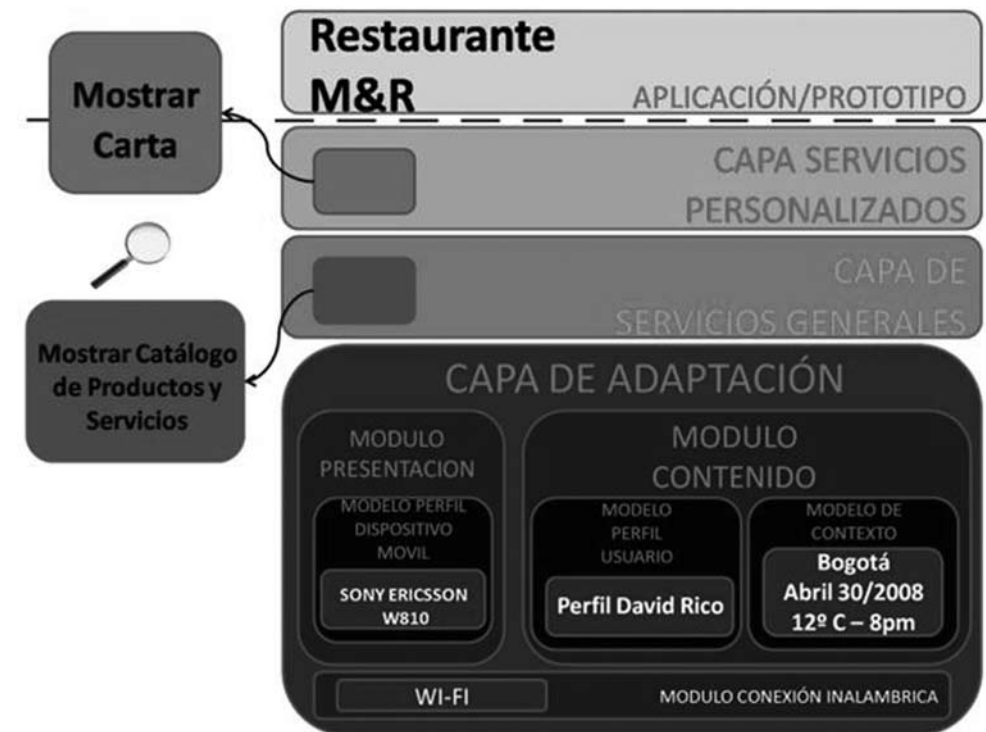 Mostrar
Carta
Restaurante
M&R
APLICACIÓN/PROTOTIPO
CAPA SERVICIOS
PERSONALIZADOS
CAPA DE
SERVICIOS GENERALES
Mostrar Catálogo
de Productos y
Servicios
CAPA DE ADAPTACIÓN
MODULO
PRESENTACION
MODELO PERFIL
DISPOSITIVO
MOVIL
SONY ERICSSON
W810
MODULO
CONTENIDO
MODELO
PERFIL
USUARIO
Perfil David Rico
MODELO DE
CONTEXTO
Bogotá
Abril 30/2008
12º C – 8pm
WI-FI
MODULO CONEXIÓN INALAMBRICA